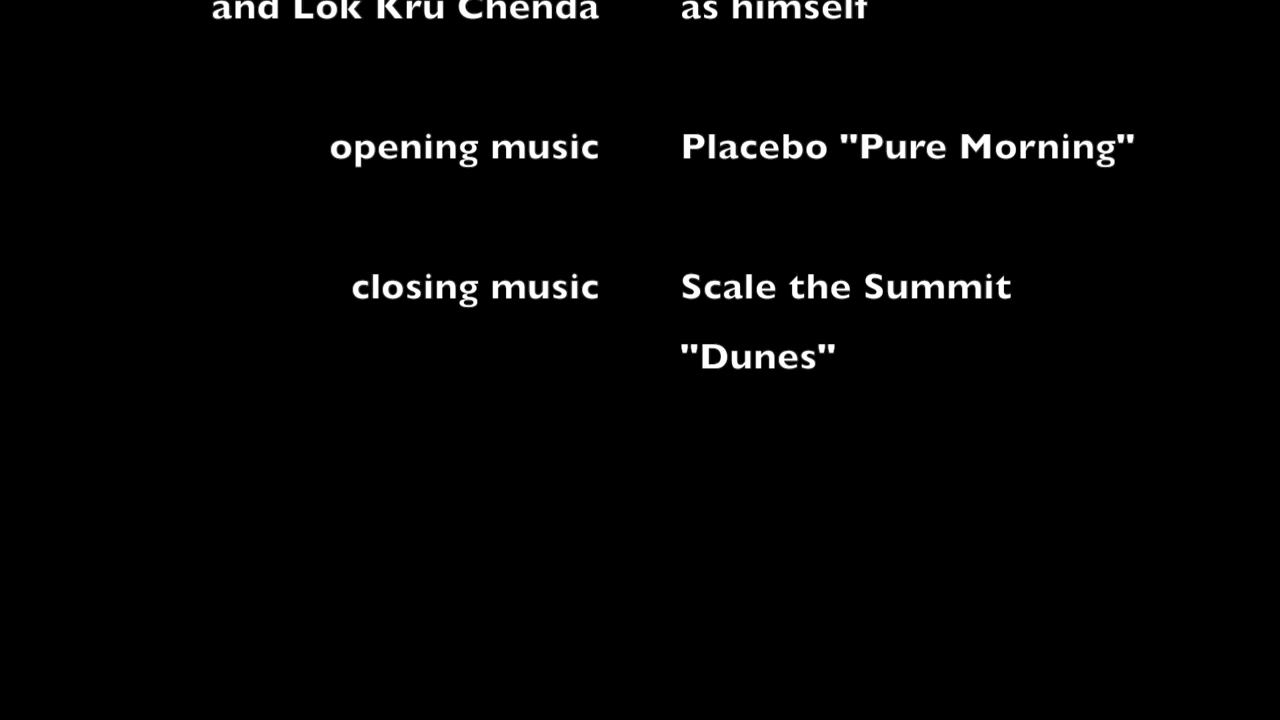 and Lok Kru Chenda as himself
opening music Placebo "Pure Morning"
closing music Scale the Summit
"Dunes"